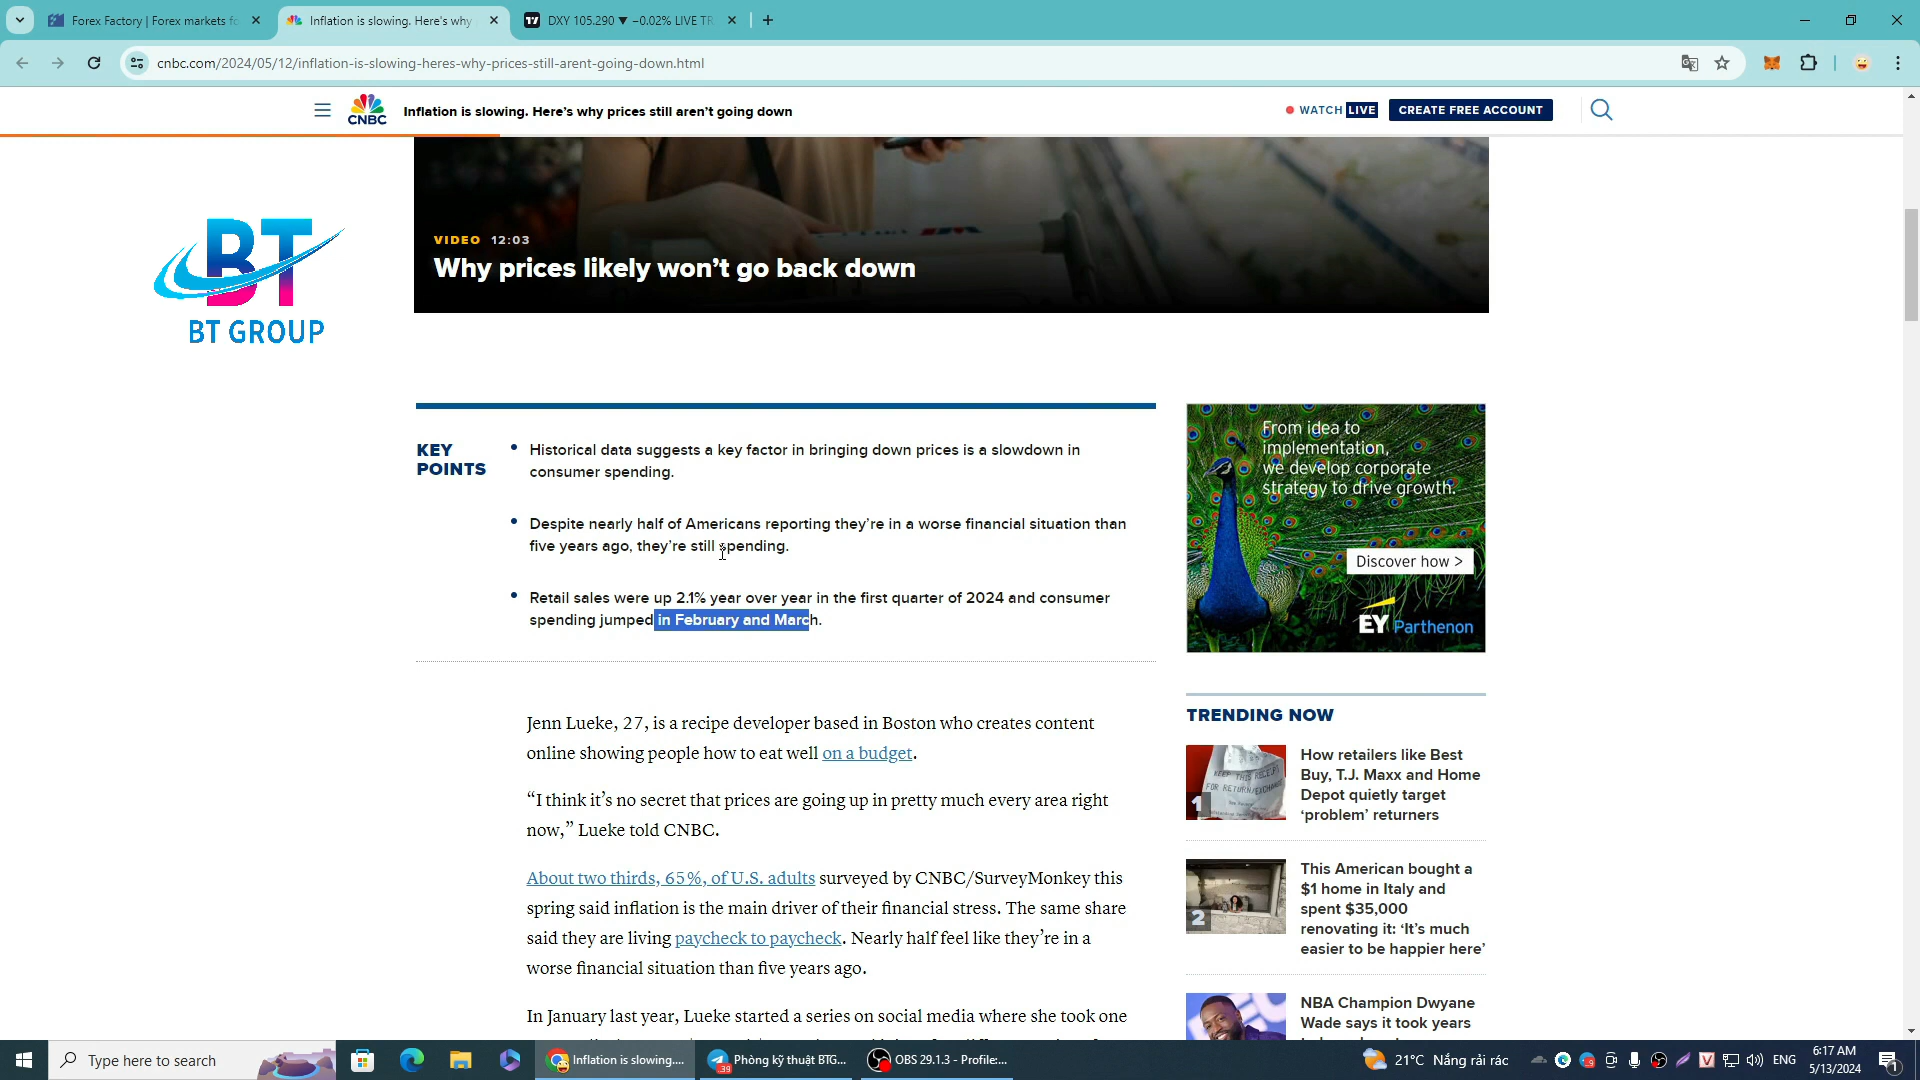 Forex Factory | Forex markets fo
Inflation is slowing. Here's why
DXY 105.290 ▼ −0.02% LIVE TR
cnbc.com/2024/05/12/inflation-is-slowing-heres-why-prices-still-arent-going-down.html
CNBC
Inflation is slowing. Here's why prices still aren't going down
WATCH LIVE
CREATE FREE ACCOUNT
BT
BT GROUP
VIDEO 12:03
Why prices likely won't go back down
KEY
POINTS
• Historical data suggests a key factor in bringing down prices is a slowdown in
consumer spending.
• Despite nearly half of Americans reporting they're in a worse financial situation than
five years ago, they're still spending.
• Retail sales were up 2.1% year over year in the first quarter of 2024 and consumer
spending jumped in February and March.
From idea to
implementation,
we develop corporate
strategy to drive growth.
Discover how >
EY Parthenon
Jenn Lueke, 27, is a recipe developer based in Boston who creates content
online showing people how to eat well on a budget.
“I think it's no secret that prices are going up in pretty much every area right
now,” Lueke told CNBC.
About two thirds, 65%, of U.S. adults surveyed by CNBC/SurveyMonkey this
spring said inflation is the main driver of their financial stress. The same share
said they are living paycheck to paycheck. Nearly half feel like they're in a
worse financial situation than five years ago.
In January last year, Lueke started a series on social media where she took one
TRENDING NOW
1
How retailers like Best
Buy, T.J. Maxx and Home
Depot quietly target
‘problem’ returners
2
This American bought a
$1 home in Italy and
spent $35,000
renovating it: ‘It's much
easier to be happier here’
NBA Champion Dwyane
Wade says it took years
Type here to search
Inflation is slowing....
Phòng kỹ thuật BTG...
OBS 29.1.3 - Profile:...
21°C Nắng rải rác
ENG
6:17 AM
5/13/2024